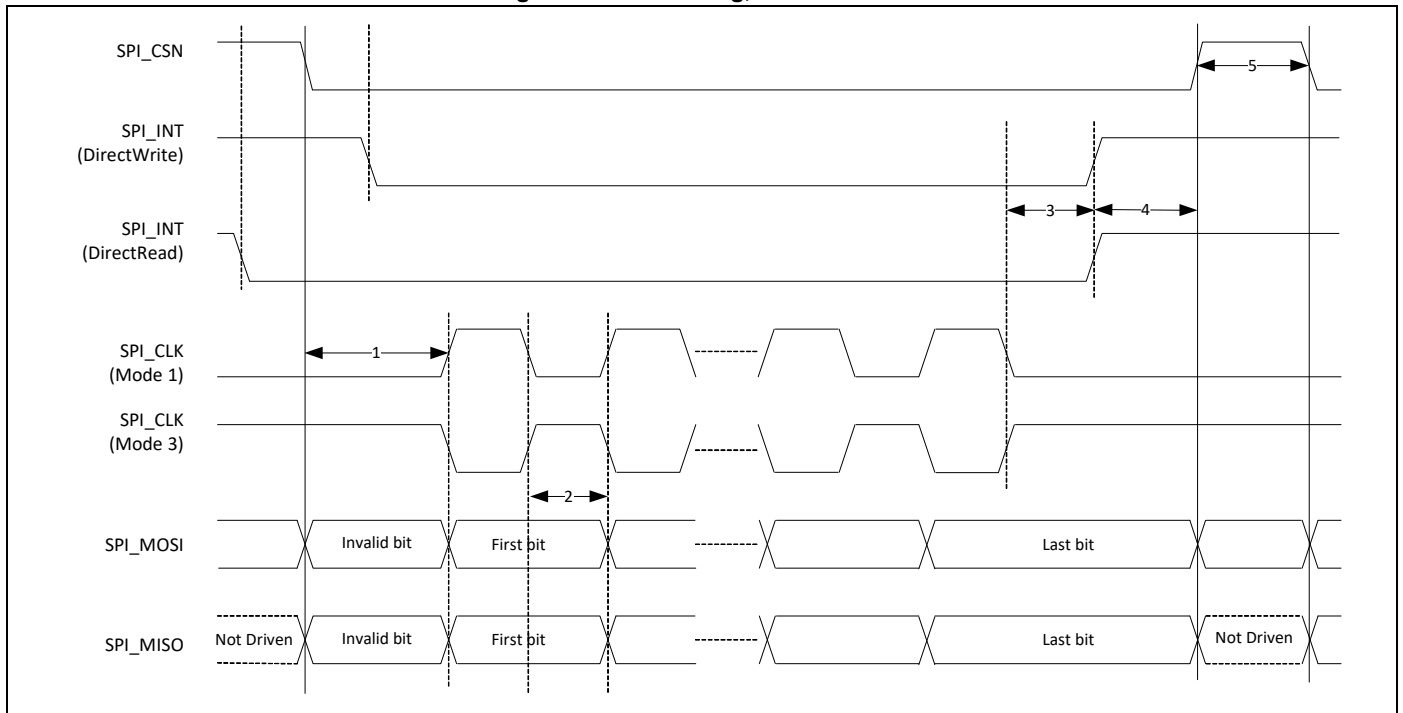 SPI_CSN
5
SPI_INT
(DirectWrite)
3
4
SPI_INT
(DirectRead)
SPI_CLK
(Mode 1)
1
SPI_CLK
(Mode 3)
2
SPI_MOSI
Invalid bit
First bit
Last bit
SPI_MISO
Not Driven
Invalid bit
First bit
Last bit
Not Driven